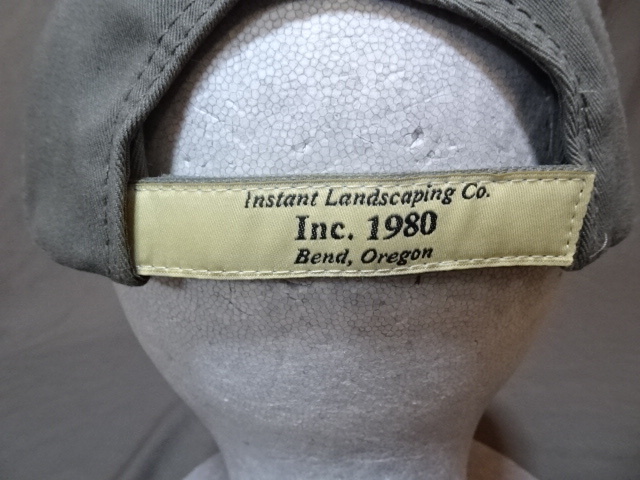 Instant Landscaping Co.
Inc. 1980
Bend, Oregon